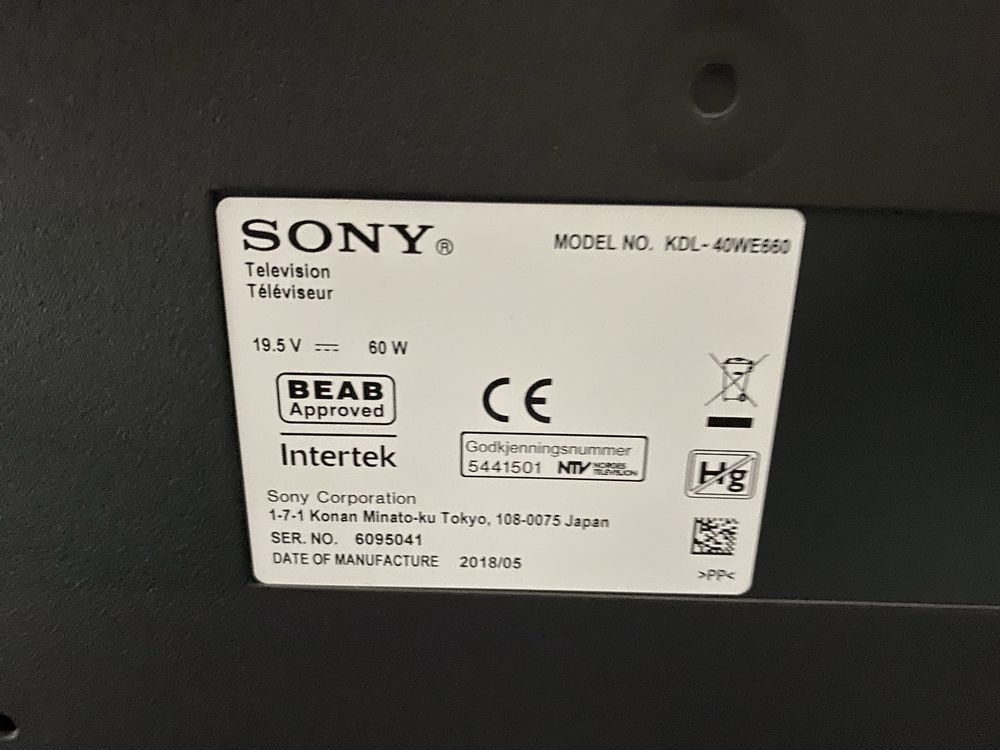 SONY®
MODEL NO. KDL-40WE660
Television
Téléviseur
19.5 V ⎓ 60 W
BEAB
Approved
Intertek
CE
Godkjenningsnummer
5441501 NTV NORGES TELEVISJON
Hg
Sony Corporation
1-7-1 Konan Minato-ku Tokyo, 108-0075 Japan
SER. NO. 6095041
DATE OF MANUFACTURE 2018/05
>PP<